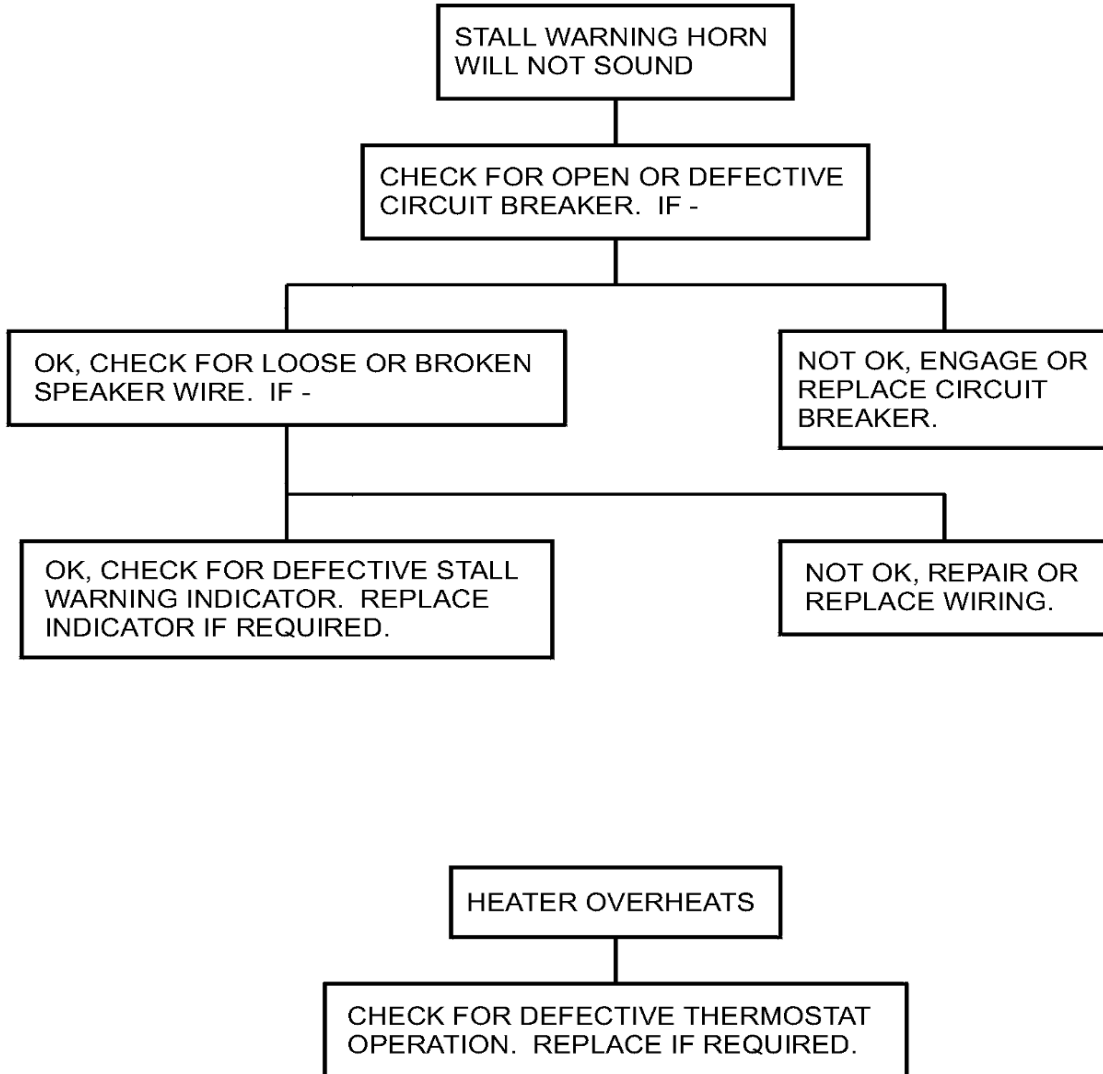 STALL WARNING HORN
WILL NOT SOUND
CHECK FOR OPEN OR DEFECTIVE
CIRCUIT BREAKER.  IF -
OK, CHECK FOR LOOSE OR BROKEN
SPEAKER WIRE.  IF -
NOT OK, ENGAGE OR
REPLACE CIRCUIT
BREAKER.
OK, CHECK FOR DEFECTIVE STALL
WARNING INDICATOR.  REPLACE
INDICATOR IF REQUIRED.
NOT OK, REPAIR OR
REPLACE WIRING.
HEATER OVERHEATS
CHECK FOR DEFECTIVE THERMOSTAT
OPERATION.  REPLACE IF REQUIRED.